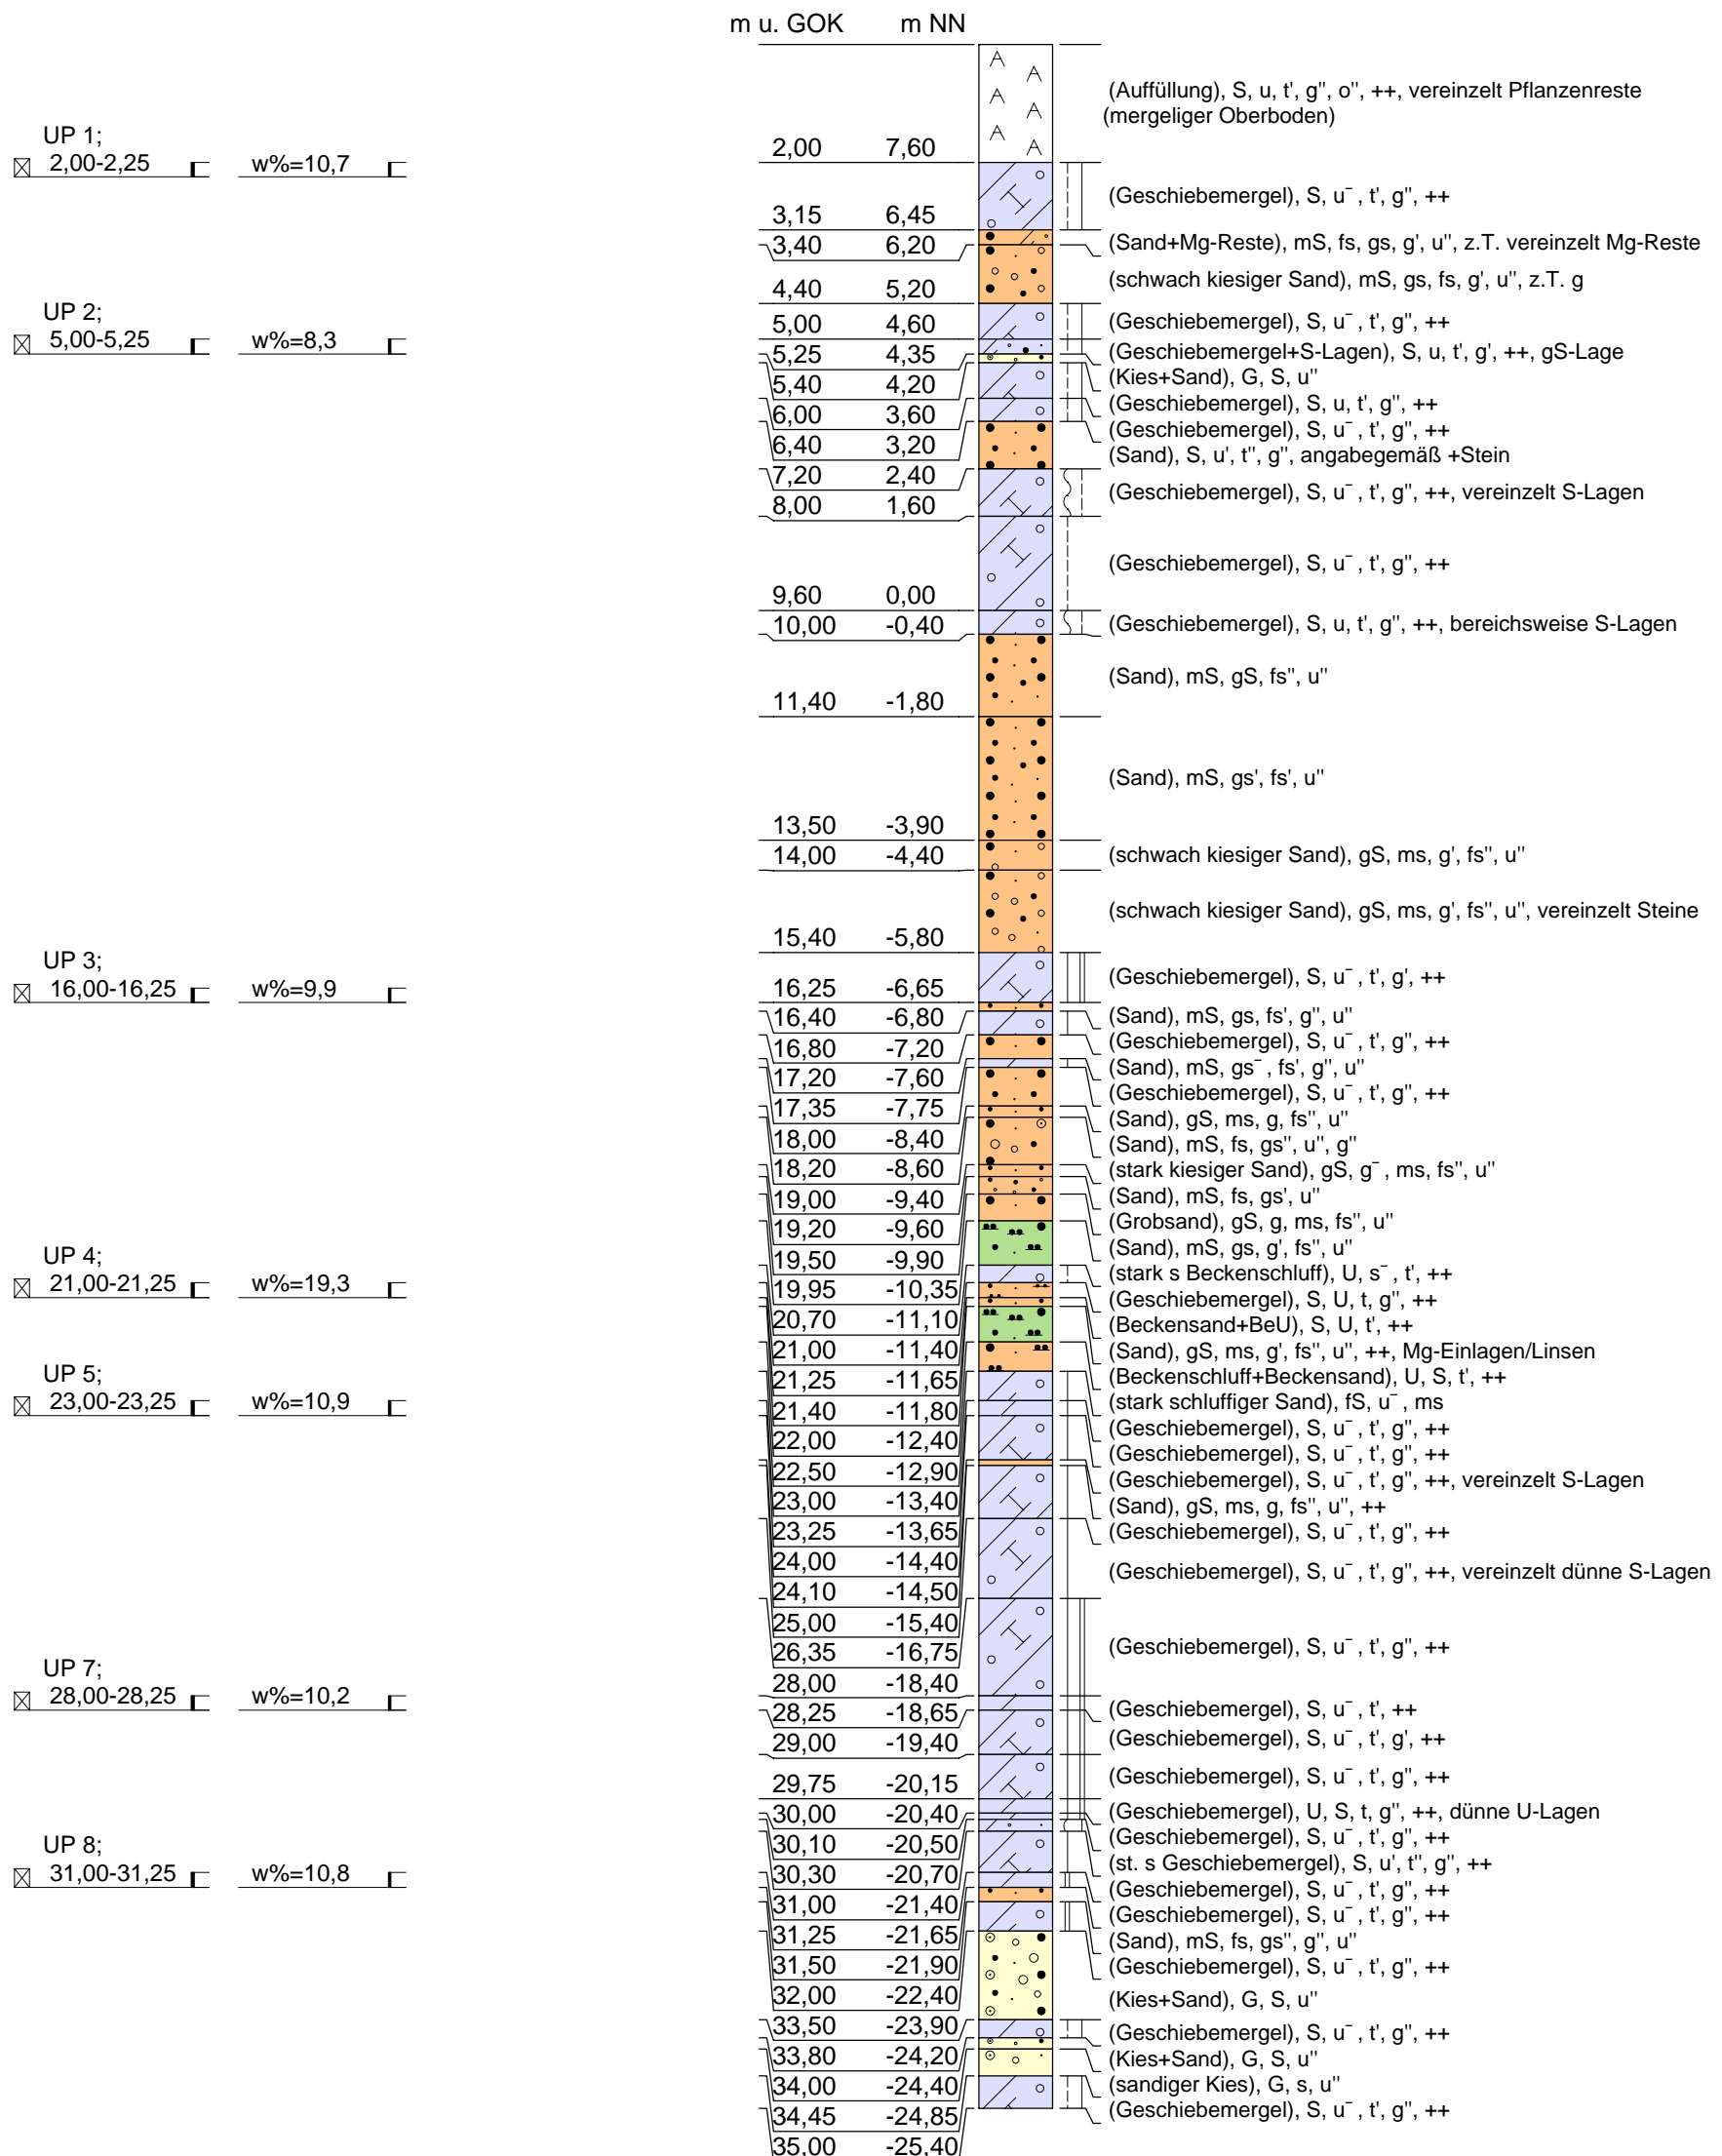 m u. GOK m NN
(Auffüllung), S, u, t', g'', o'', ++, vereinzelt Pflanzenreste
(mergeliger Oberboden)
UP 1;
2,00-2,25 w%=10,7
2,00 7,60
(Geschiebemergel), S, u¯, t', g'', ++
3,15 6,45
(Sand+Mg-Reste), mS, fs, gs, g', u'', z.T. vereinzelt Mg-Reste
3,40 6,20
(schwach kiesiger Sand), mS, gs, fs, g', u'', z.T. g
4,40 5,20
UP 2;
5,00-5,25 w%=8,3
(Geschiebemergel), S, u¯, t', g'', ++
5,00 4,60
(Geschiebemergel+S-Lagen), S, u, t', g', ++, gS-Lage
5,25 4,35
(Kies+Sand), G, S, u''
5,40 4,20
(Geschiebemergel), S, u, t', g'', ++
6,00 3,60
(Geschiebemergel), S, u¯, t', g'', ++
6,40 3,20
(Sand), S, u', t'', g'', angabegemäß +Stein
7,20 2,40
(Geschiebemergel), S, u¯, t', g'', ++, vereinzelt S-Lagen
8,00 1,60
(Geschiebemergel), S, u¯, t', g'', ++
9,60 0,00
(Geschiebemergel), S, u, t', g'', ++, bereichsweise S-Lagen
10,00 -0,40
(Sand), mS, gS, fs'', u''
11,40 -1,80
(Sand), mS, gs', fs', u''
13,50 -3,90
(schwach kiesiger Sand), gS, ms, g', fs'', u''
14,00 -4,40
(schwach kiesiger Sand), gS, ms, g', fs'', u'', vereinzelt Steine
15,40 -5,80
UP 3;
16,00-16,25 w%=9,9
(Geschiebemergel), S, u¯, t', g', ++
16,25 -6,65
(Sand), mS, gs, fs', g'', u''
16,40 -6,80
(Geschiebemergel), S, u¯, t', g'', ++
16,80 -7,20
(Sand), mS, gs¯, fs', g'', u''
17,20 -7,60
(Geschiebemergel), S, u¯, t', g'', ++
17,35 -7,75
(Sand), gS, ms, g, fs'', u''
18,00 -8,40
(Sand), mS, fs, gs'', u'', g''
18,20 -8,60
(stark kiesiger Sand), gS, g¯, ms, fs'', u''
19,00 -9,40
(Sand), mS, fs, gs', u''
19,20 -9,60
(Grobsand), gS, g, ms, fs'', u''
19,50 -9,90
(Sand), mS, gs, g', fs'', u''
19,95 -10,35
UP 4;
21,00-21,25 w%=19,3
(stark s Beckenschluff), U, s¯, t', ++
20,70 -11,10
(Geschiebemergel), S, U, t, g'', ++
21,00 -11,40
(Beckensand+BeU), S, U, t', ++
21,25 -11,65
(Sand), gS, ms, g', fs'', u'', ++, Mg-Einlagen/Linsen
21,40 -11,80
(Beckenschluff+Beckensand), U, S, t', ++
22,00 -12,40
(stark schluffiger Sand), fS, u¯, ms
22,50 -12,90
UP 5;
23,00-23,25 w%=10,9
(Geschiebemergel), S, u¯, t', g'', ++
23,00 -13,40
(Geschiebemergel), S, u¯, t', g'', ++
23,25 -13,65
(Geschiebemergel), S, u¯, t', g'', ++, vereinzelt S-Lagen
24,00 -14,40
(Sand), gS, ms, g, fs'', u'', ++
24,10 -14,50
(Geschiebemergel), S, u¯, t', g'', ++
25,00 -15,40
(Geschiebemergel), S, u¯, t', g'', ++, vereinzelt dünne S-Lagen
26,35 -16,75
(Geschiebemergel), S, u¯, t', g'', ++
28,00 -18,40
UP 7;
28,00-28,25 w%=10,2
(Geschiebemergel), S, u¯, t', ++
28,25 -18,65
(Geschiebemergel), S, u¯, t', g', ++
29,00 -19,40
(Geschiebemergel), S, u¯, t', g'', ++
29,75 -20,15
(Geschiebemergel), U, S, t, g'', ++, dünne U-Lagen
30,00 -20,40
(Geschiebemergel), S, u¯, t', g'', ++
30,10 -20,50
(st. s Geschiebemergel), S, u', t'', g'', ++
30,30 -20,70
UP 8;
31,00-31,25 w%=10,8
(Geschiebemergel), S, u¯, t', g'', ++
31,00 -21,40
(Geschiebemergel), S, u¯, t', g'', ++
31,25 -21,65
(Sand), mS, fs, gs'', g'', u''
31,50 -21,90
(Geschiebemergel), S, u¯, t', g'', ++
32,00 -22,40
(Kies+Sand), G, S, u''
33,50 -23,90
(Geschiebemergel), S, u¯, t', g'', ++
33,80 -24,20
(Kies+Sand), G, S, u''
34,00 -24,40
(sandiger Kies), G, s, u''
34,45 -24,85
(Geschiebemergel), S, u¯, t', g'', ++
35,00 -25,40